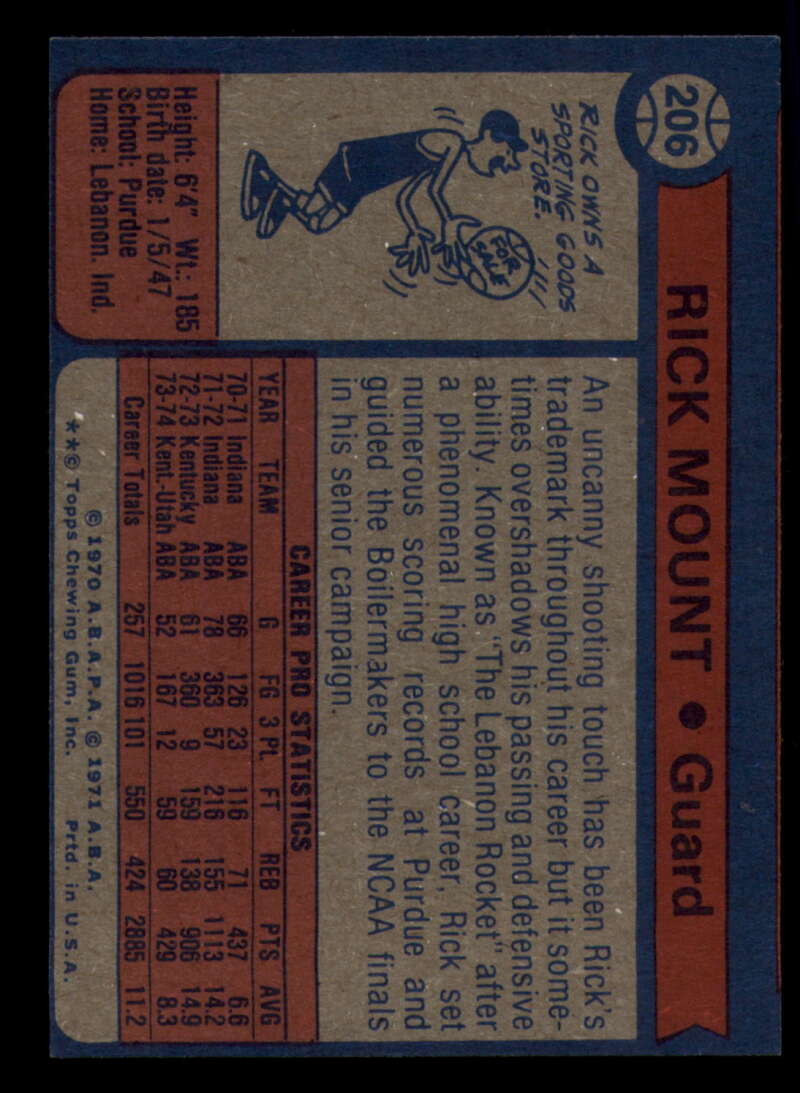 206
RICK MOUNT • Guard
RICK OWNS A
SPORTING GOODS
STORE.
FOR
SALE
Height: 6'4" Wt.: 185
Birth date: 1/5/47
School: Purdue
Home: Lebanon. Ind.
An uncanny shooting touch has been Rick's
trademark throughout his career but it some-
times overshadows his passing and defensive
ability. Known as "The Lebanon Rocket" after
a phenomenal high school career, Rick set
numerous scoring records at Purdue and
guided the Boilermakers to the NCAA finals
in his senior campaign.
CAREER PRO STATISTICS
YEAR TEAM G FG 3 Pt. FT REB PTS AVG
70-71 Indiana ABA 66 126 23 116 71 437 6.6
71-72 Indiana ABA 78 363 57 216 155 1113 14.2
72-73 Kentucky ABA 61 360 9 159 138 906 14.9
73-74 Kent.-Utah ABA 52 167 12 59 60 429 8.3
Career Totals 257 1016 101 550 424 2885 11.2
© 1970 A.B.A.P.A. © 1971 A.B.A.
**© Topps Chewing Gum, Inc. Prtd. in U.S.A.